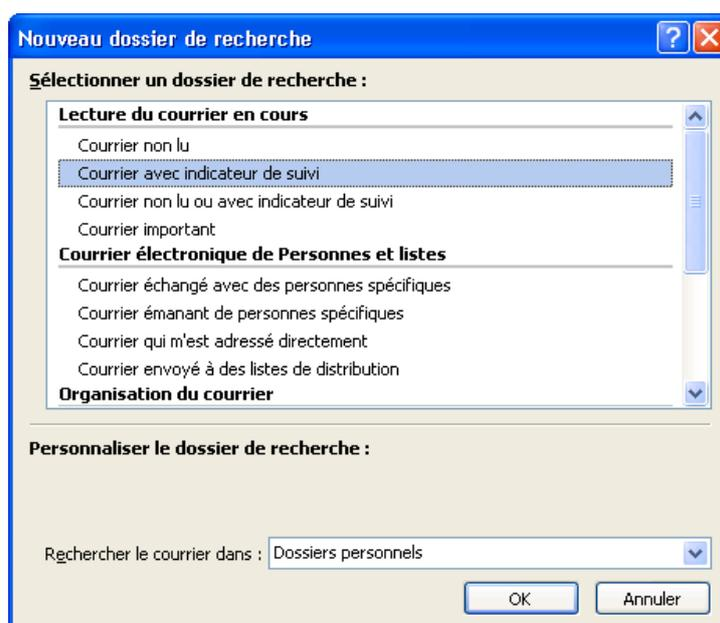 Nouveau dossier de recherche
Sélectionner un dossier de recherche :
Lecture du courrier en cours
Courrier non lu
Courrier avec indicateur de suivi
Courrier non lu ou avec indicateur de suivi
Courrier important
Courrier électronique de Personnes et listes
Courrier échangé avec des personnes spécifiques
Courrier émanant de personnes spécifiques
Courrier qui m'est adressé directement
Courrier envoyé à des listes de distribution
Organisation du courrier
Personnaliser le dossier de recherche :
Rechercher le courrier dans : Dossiers personnels
OK Annuler